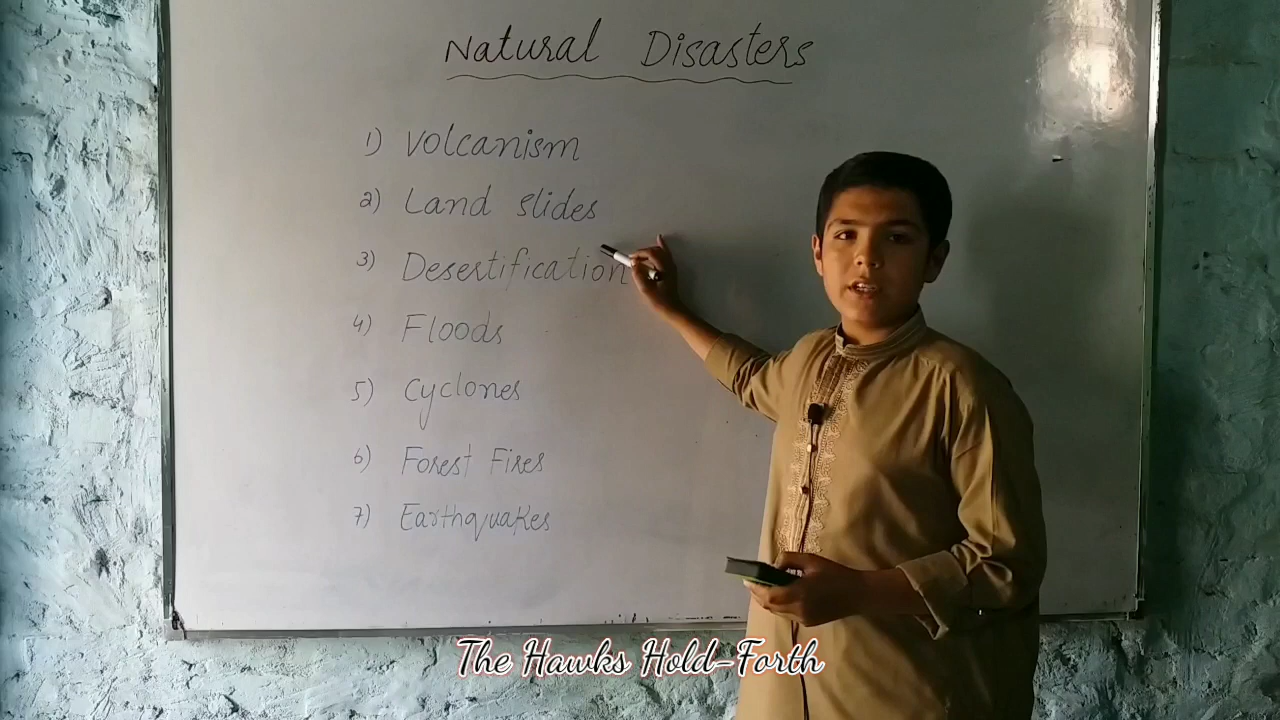 Natural Disasters
1) Volcanism
2) Land slides
3) Desertification
4) Floods
5) Cyclones
6) Forest Fires
7) Earthquakes
The Hawks Hold-Forth